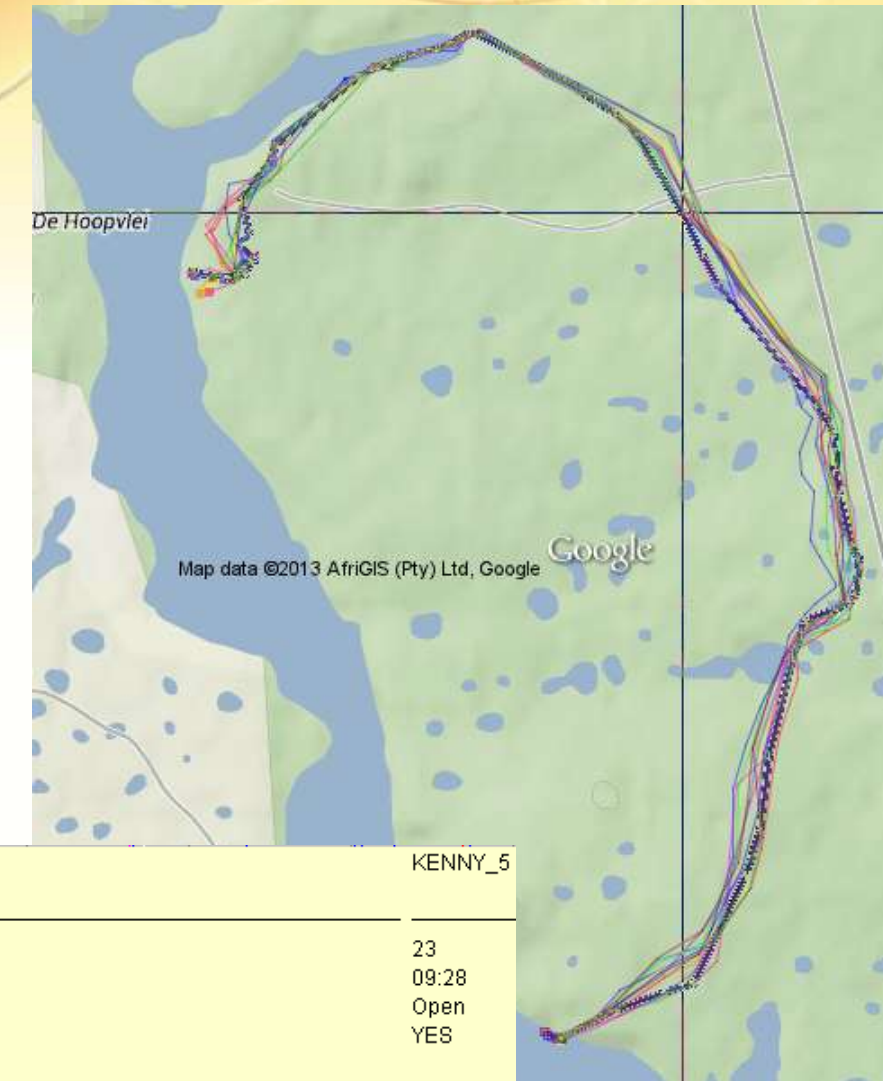 De Hoopvlei
Google
Map data ©2013 AfriGIS (Pty) Ltd, Google
KENNY_5
23
09:28
Open
YES